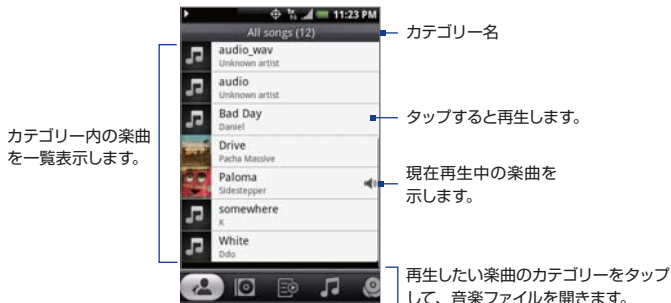 11:23 PM
All songs (12)
カテゴリー名
audio_wav
Unknown artist
audio
Unknown artist
Bad Day
Daniel
タップすると再生します。
カテゴリー内の楽曲
を一覧表示します。
Drive
Pacha Massive
Paloma
Sidestepper
現在再生中の楽曲を
示します。
somewhere
K
White
Ddo
再生したい楽曲のカテゴリーをタップ
して、音楽ファイルを開きます。